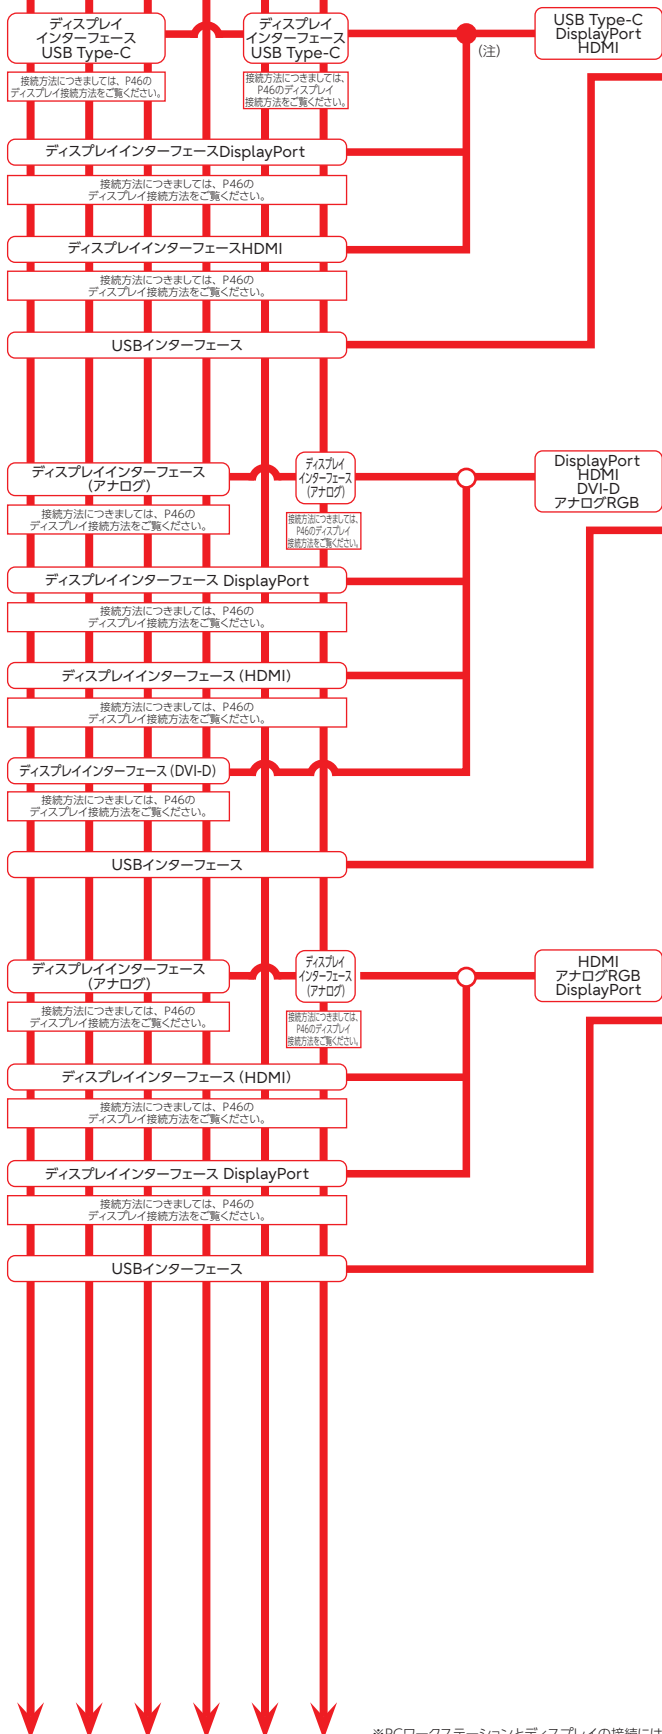 ディスプレイ
インターフェース
USB Type-C
ディスプレイ
インターフェース
USB Type-C
(注)
USB Type-C
DisplayPort
HDMI
接続方法につきましては、P46の
ディスプレイ接続方法をご覧ください。
接続方法につきましては、
P46のディスプレイ
接続方法をご覧ください。
ディスプレイインターフェースDisplayPort
接続方法につきましては、P46の
ディスプレイ接続方法をご覧ください。
ディスプレイインターフェースHDMI
接続方法につきましては、P46の
ディスプレイ接続方法をご覧ください。
USBインターフェース
ディスプレイインターフェース
(アナログ)
ディスプレイ
インターフェース
(アナログ)
DisplayPort
HDMI
DVI-D
アナログRGB
接続方法につきましては、P46の
ディスプレイ接続方法をご覧ください。
接続方法につきましては、
P46のディスプレイ
接続方法をご覧ください。
ディスプレイインターフェース DisplayPort
接続方法につきましては、P46の
ディスプレイ接続方法をご覧ください。
ディスプレイインターフェース (HDMI)
接続方法につきましては、P46の
ディスプレイ接続方法をご覧ください。
ディスプレイインターフェース (DVI-D)
接続方法につきましては、P46の
ディスプレイ接続方法をご覧ください。
USBインターフェース
ディスプレイインターフェース
(アナログ)
ディスプレイ
インターフェース
(アナログ)
HDMI
アナログRGB
DisplayPort
接続方法につきましては、P46の
ディスプレイ接続方法をご覧ください。
接続方法につきましては、
P46のディスプレイ
接続方法をご覧ください。
ディスプレイインターフェース (HDMI)
接続方法につきましては、P46の
ディスプレイ接続方法をご覧ください。
ディスプレイインターフェース DisplayPort
接続方法につきましては、P46の
ディスプレイ接続方法をご覧ください。
USBインターフェース
※PCワークステーションとディスプレイの接続には